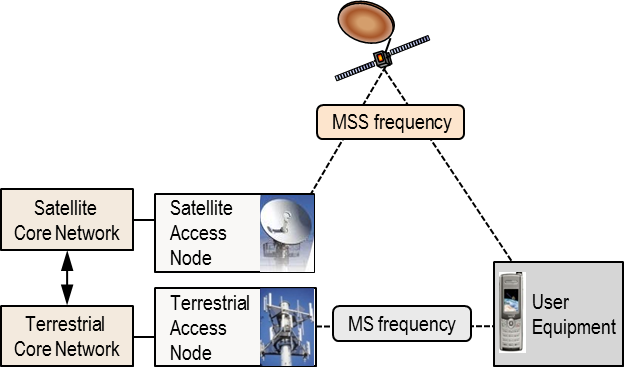 MSS frequency
Satellite
Core Network
Satellite
Access
Node
Terrestrial
Core Network
Terrestrial
Access
Node
MS frequency
User
Equipment